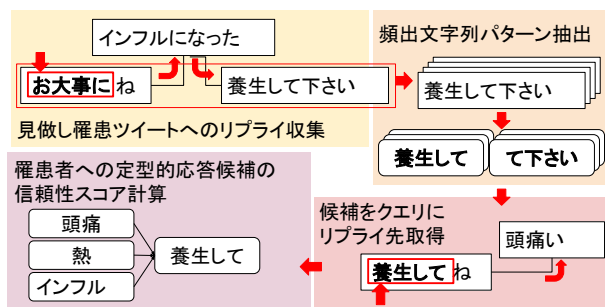 インフルになった
お大事に ね
養生して下さい
見做し罹患ツイートへのリプライ収集
頻出文字列パターン抽出
養生して下さい
養生して
て下さい
候補をクエリに
リプライ先取得
頭痛い
養生して ね
罹患者への定型的応答候補の
信頼性スコア計算
頭痛
熱
インフル
養生して